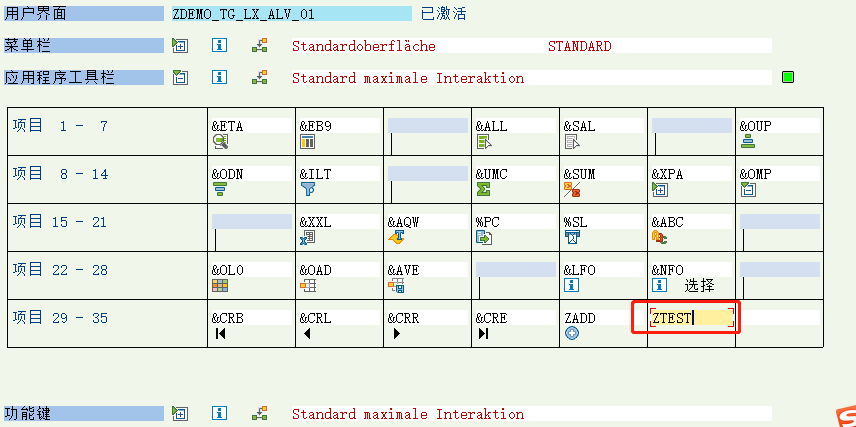 用户界面 ZDEMO_TG_LX_ALV_01 已激活
菜单栏 Standardoberfläche STANDARD
应用程序工具栏 Standard maximale Interaktion
项目 1 - 7 &ETA &EB9 &ALL &SAL &OUP
项目 8 - 14 &ODN &ILT &UMC &SUM &XPA &OMP
项目 15 - 21 &XXL &AQW %PC %SL &ABC
项目 22 - 28 &OL0 &OAD &AVE &LFO &NFO
选择
项目 29 - 35 &CRB &CRL &CRR &CRE ZADD ZTEST
功能键 Standard maximale Interaktion